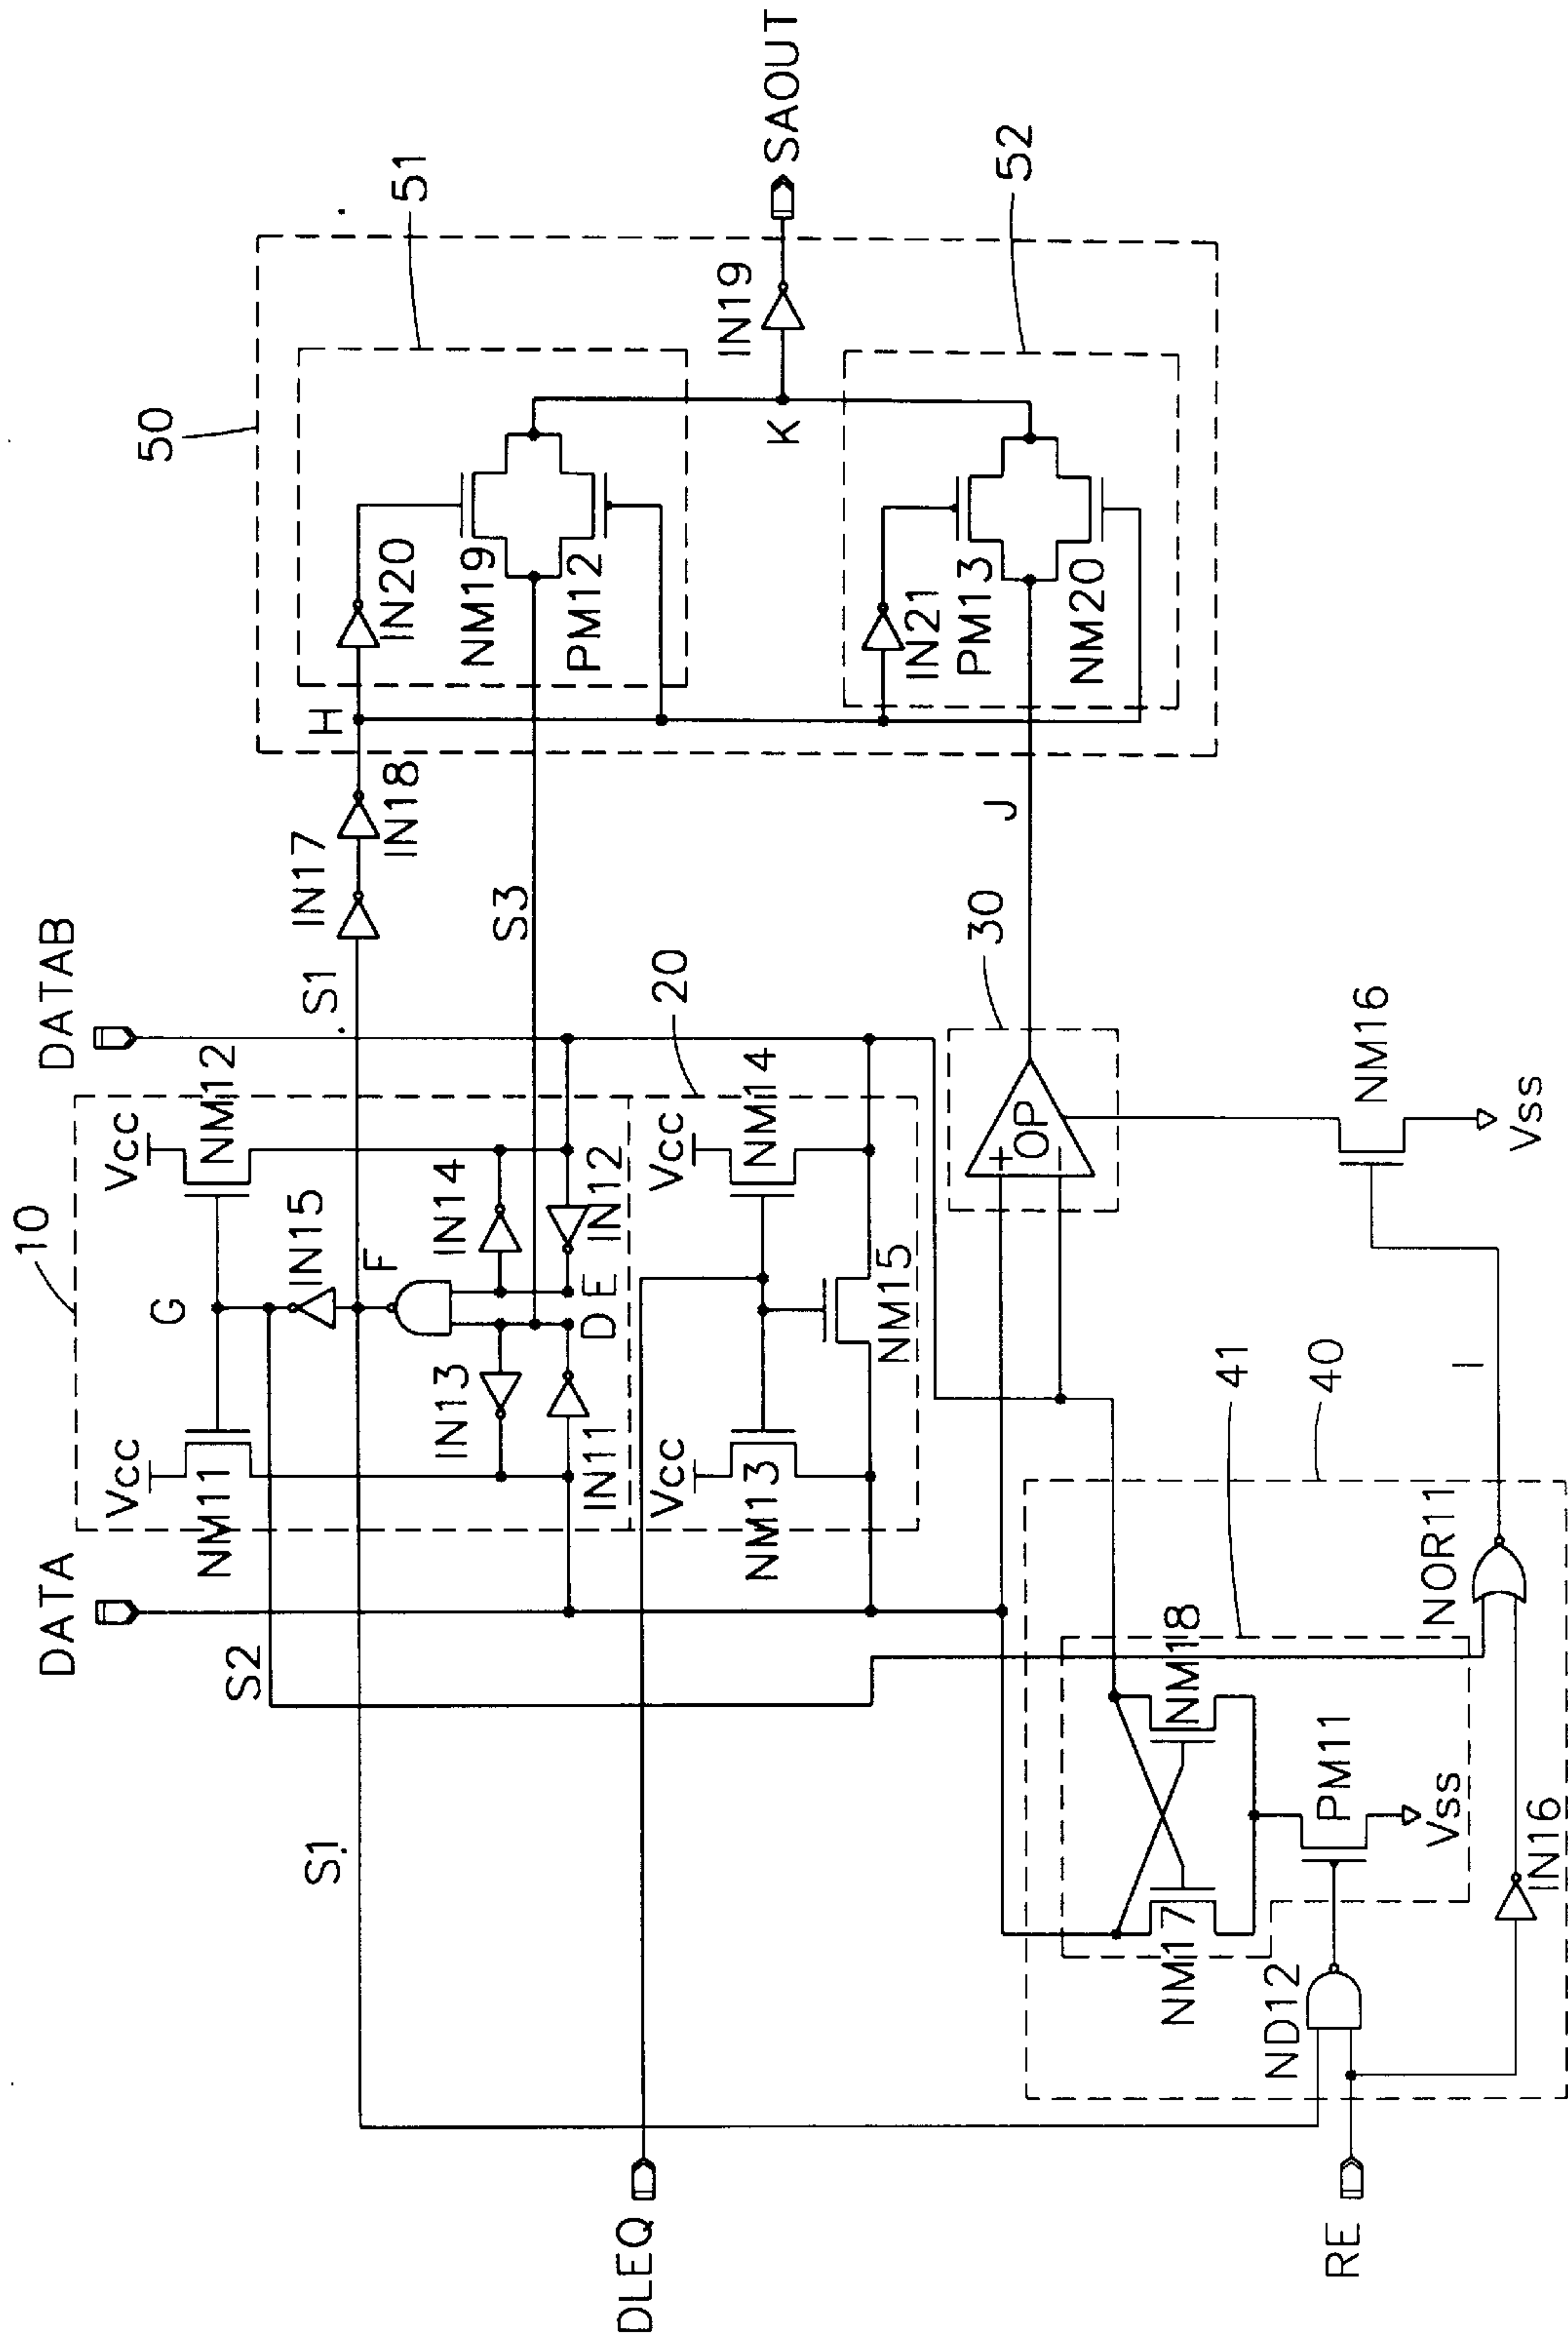 DATA
DATAB
10
Vcc
Vcc
NM11
NM12
G
IN15
F
S2
S1
S1
IN17
IN18
H
IN13
IN14
IN11
IN12
D
E
S3
20
Vcc
Vcc
NM13
NM14
NM15
DLEQ
30
+
OP
−
J
NM16
Vss
I
50
51
IN20
NM19
PM12
K
IN19
SAOUT
52
IN21
PM13
NM20
41
40
NM17
NM18
PM11
Vss
ND12
NOR11
IN16
RE